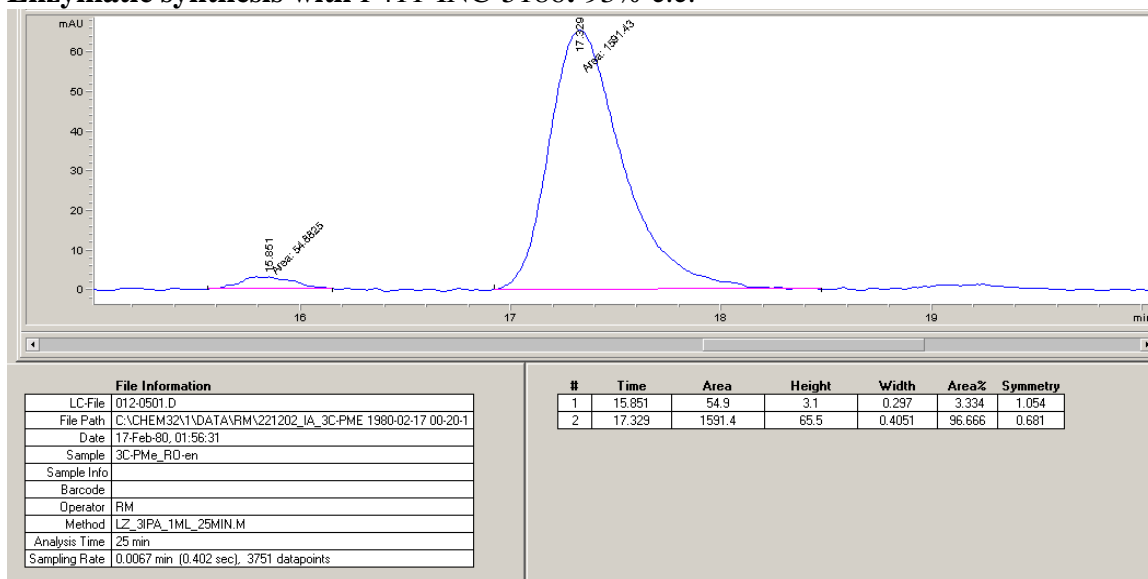 Enzymatic synthesis with 93% e.e.
mAU
60
50
40
30
20
10
0
15.851
Area: 54.8825
17.329
Area: 1591.43
16 17 18 19 min
File Information
LC-File 012-0501.D
File Path C:\CHEM32\1\DATA\RM\221202_IA_3C-PME 1980-02-17 00-20-1
Date 17-Feb-80, 01:56:31
Sample 3C-PMe_RO-en
Sample Info
Barcode
Operator RM
Method LZ_3IPA_1ML_25MIN.M
Analysis Time 25 min
Sampling Rate 0.0067 min (0.402 sec), 3751 datapoints
# Time Area Height Width Area% Symmetry
1 15.851 54.9 3.1 0.297 3.334 1.054
2 17.329 1591.4 65.5 0.4051 96.666 0.681